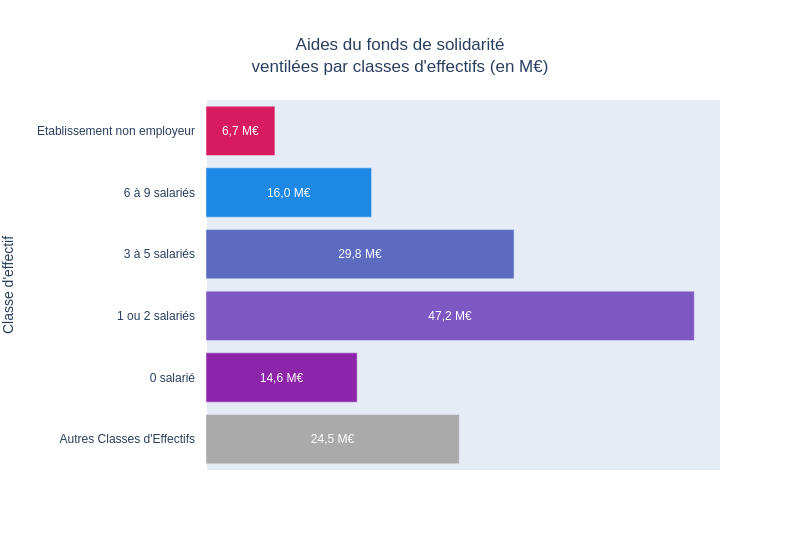 Aides du fonds de solidarité
ventilées par classes d'effectifs (en M€)
Classe d'effectif
Etablissement non employeur
6,7 M€
6 à 9 salariés
16,0 M€
3 à 5 salariés
29,8 M€
1 ou 2 salariés
47,2 M€
0 salarié
14,6 M€
Autres Classes d'Effectifs
24,5 M€